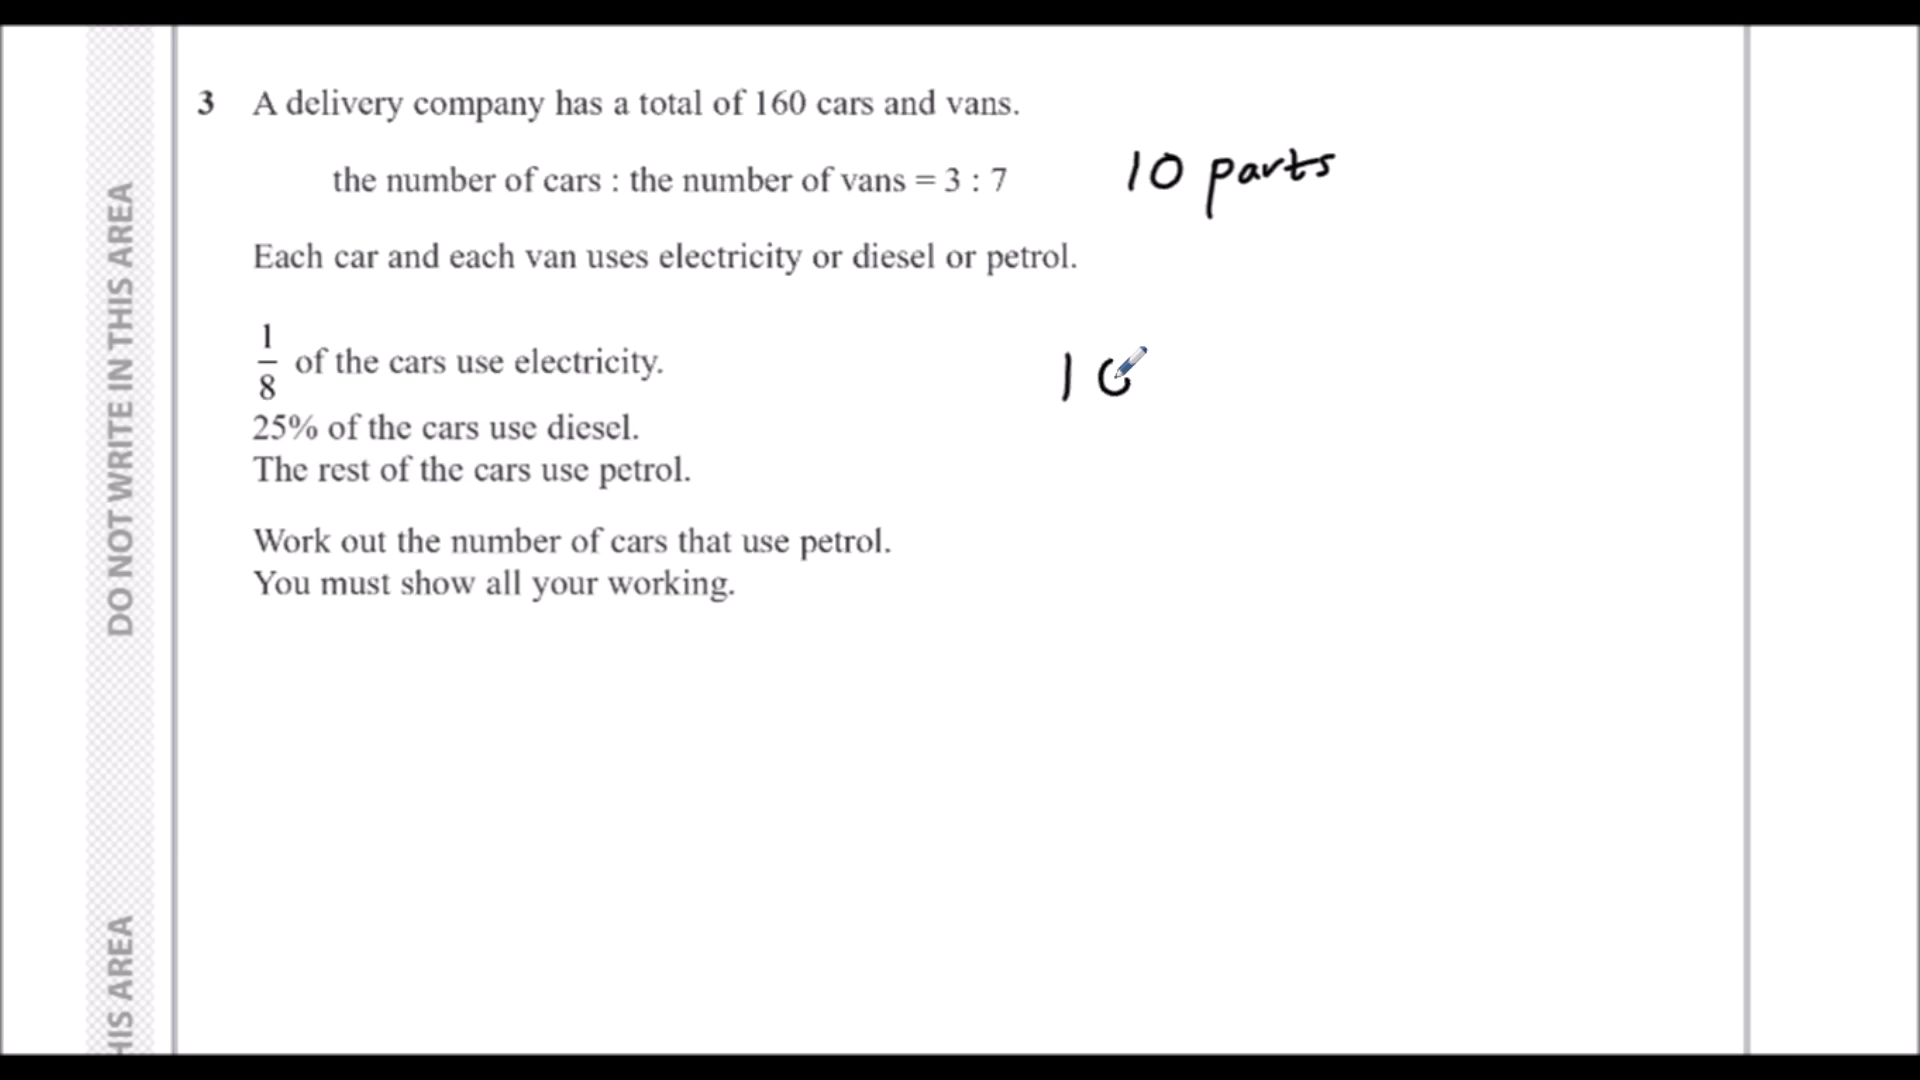 3 A delivery company has a total of 160 cars and vans.
the number of cars : the number of vans = 3 : 7
10 parts
Each car and each van uses electricity or diesel or petrol.
1/8 of the cars use electricity.
10
25% of the cars use diesel.
The rest of the cars use petrol.
Work out the number of cars that use petrol.
You must show all your working.
DO NOT WRITE IN THIS AREA
HIS AREA